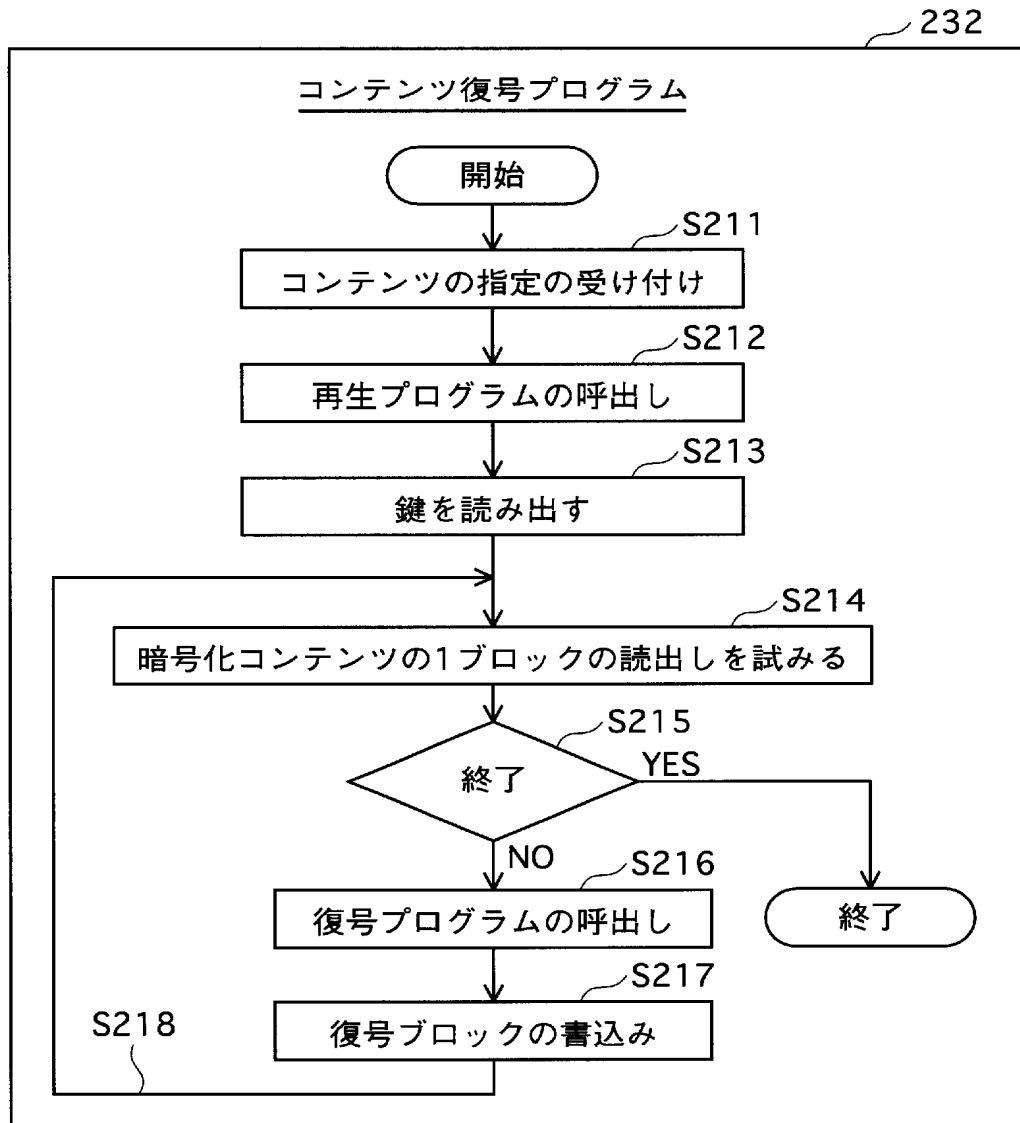 232
コンテンツ復号プログラム
開始
S211
コンテンツの指定の受け付け
S212
再生プログラムの呼出し
S213
鍵を読み出す
S214
暗号化コンテンツの1ブロックの読出しを試みる
S215
終了
YES
NO
S216
復号プログラムの呼出し
終了
S217
復号ブロックの書込み
S218